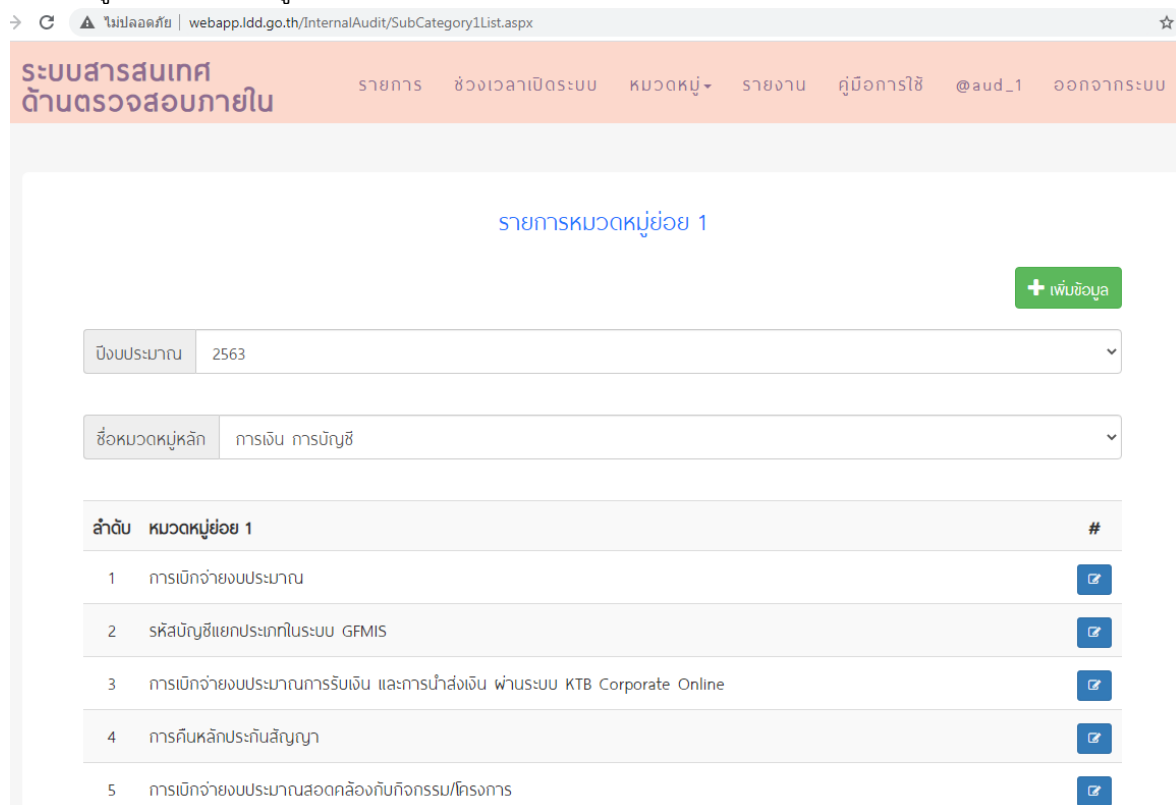 ไม่ปลอดภัย | webapp.ldd.go.th/InternalAudit/SubCategory1List.aspx
ระบบสารสนเทศ
ด้านตรวจสอบภายใน
รายการ ช่วงเวลาเปิดระบบ หมวดหมู่ รายงาน คู่มือการใช้ @aud_1 ออกจากระบบ
รายการหมวดหมู่ย่อย 1
เพิ่มข้อมูล
ปีงบประมาณ 2563
ชื่อหมวดหมู่หลัก การเงิน การบัญชี
ลำดับ หมวดหมู่ย่อย 1 #
1 การเบิกจ่ายงบประมาณ
2 รหัสบัญชีแยกประเภทในระบบ GFMIS
3 การเบิกจ่ายงบประมาณการรับเงิน และการนำส่งเงิน ผ่านระบบ KTB Corporate Online
4 การคืนหลักประกันสัญญา
5 การเบิกจ่ายงบประมาณสอดคล้องกับกิจกรรม/โครงการ